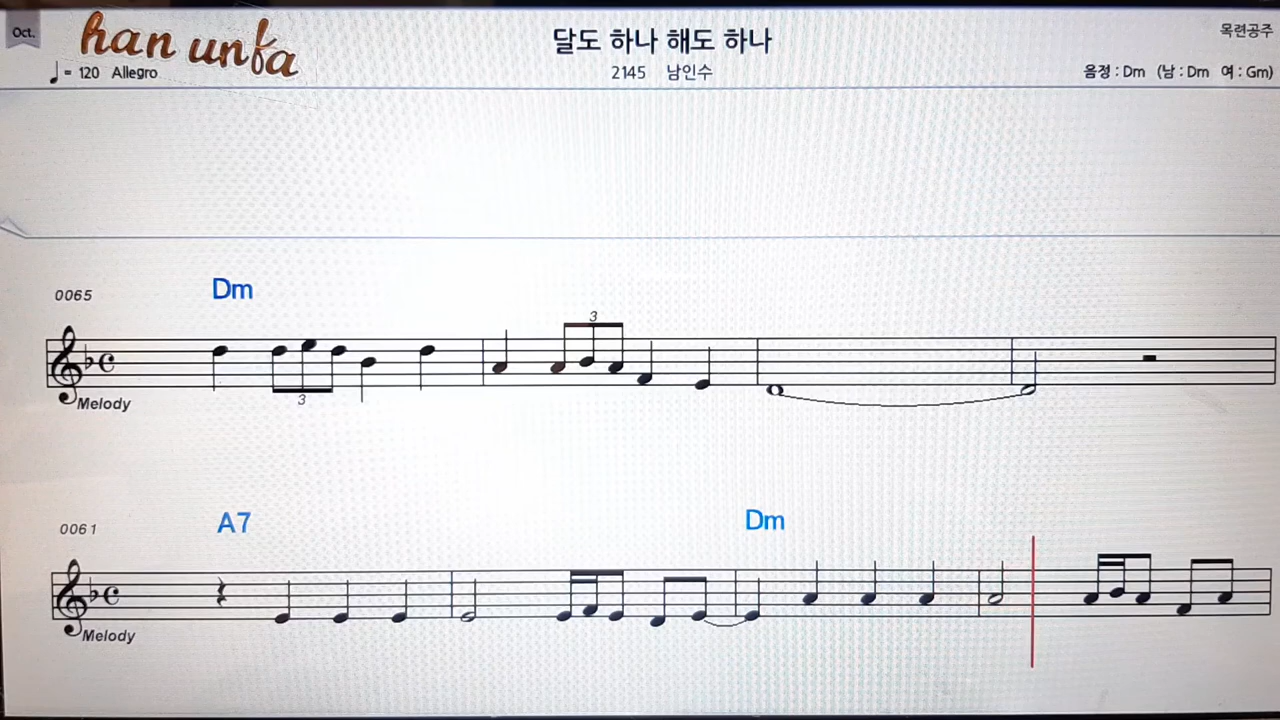 Oct.
han unfa
달도 하나 해도 하나
목련공주
♩ = 120 Allegro
2145 남인수
음정 : Dm (남 : Dm 여 : Gm)
0065
Dm
3
3
Melody
0061
A7
Dm
Melody